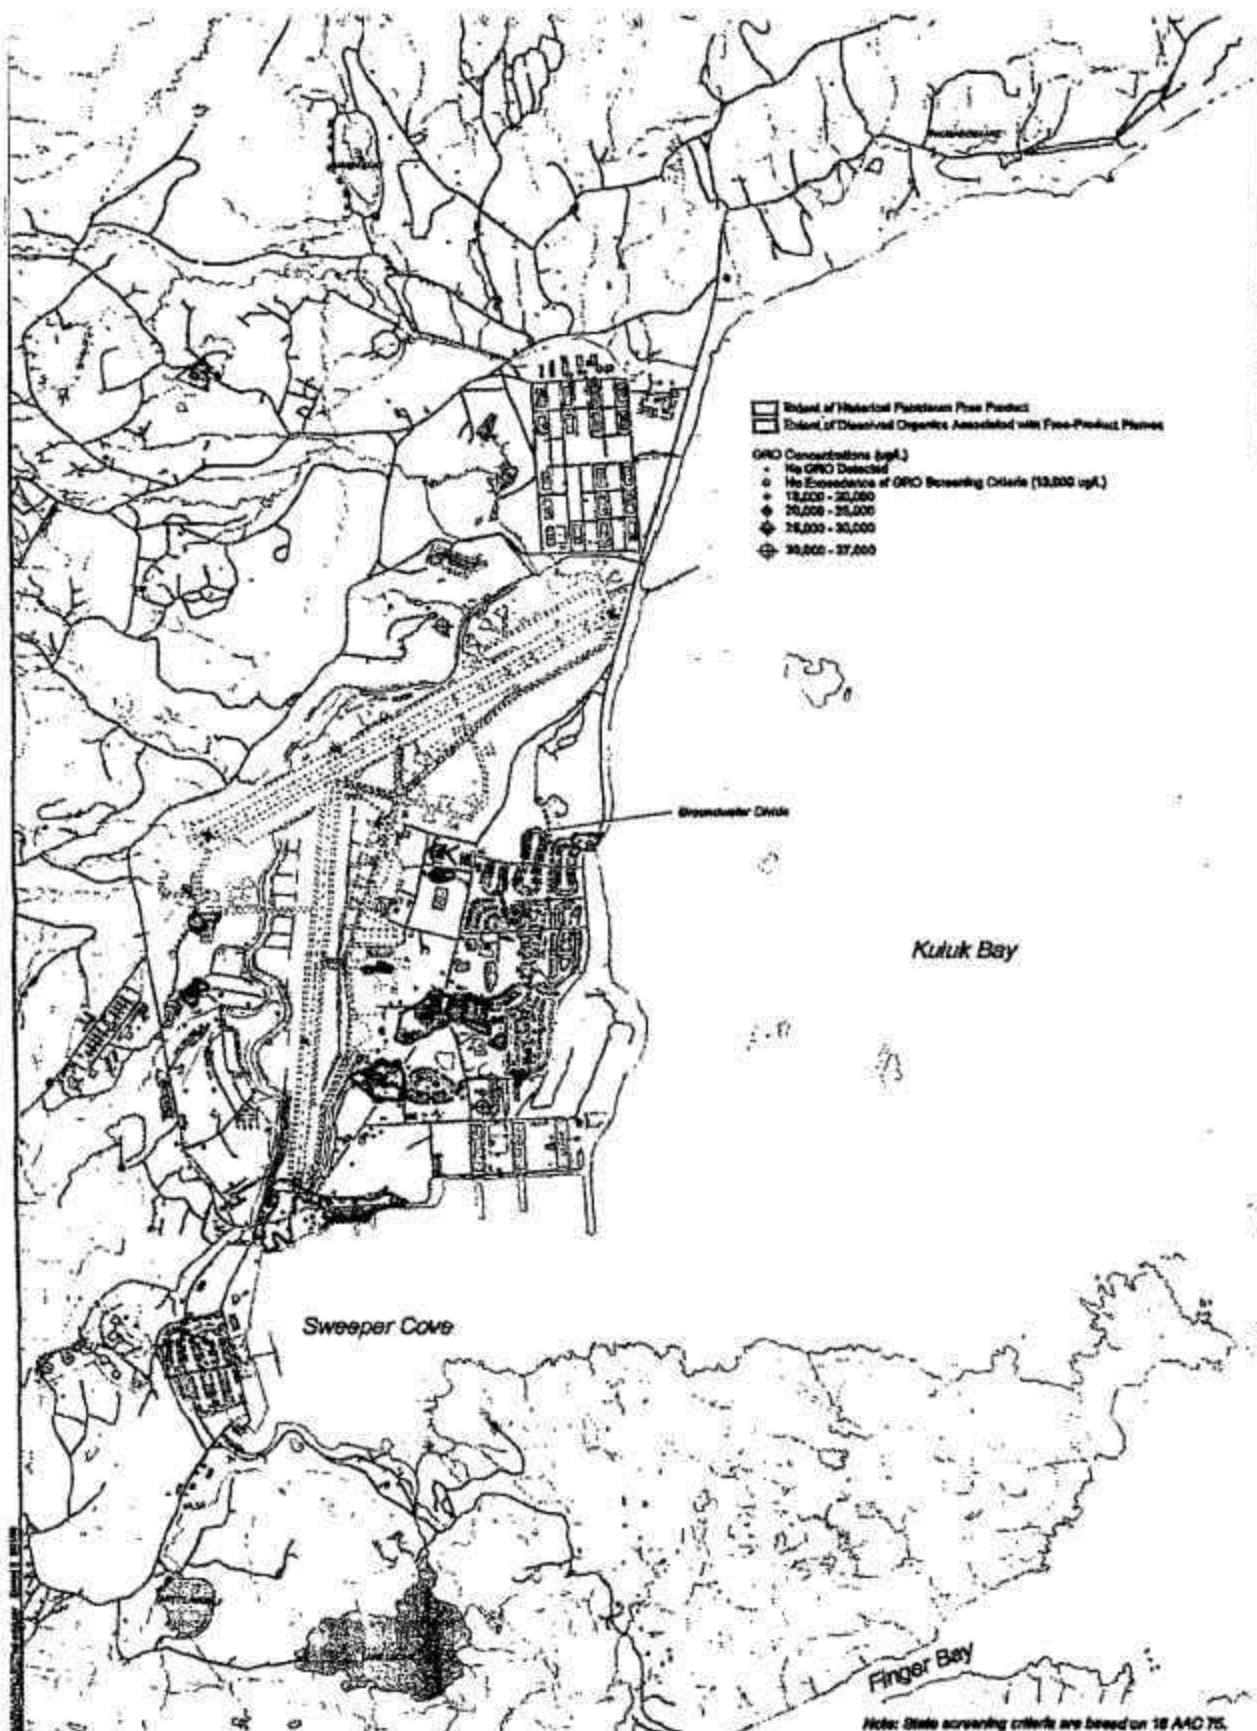 Extent of Historical Petroleum Free Product
Extent of Dissolved Organics Associated with Free-Product Plumes
GRO Concentrations (ug/L)
No GRO Detected
No Exceedance of GRO Screening Criteria (13,000 ug/L)
13,000 - 20,000
20,000 - 25,000
25,000 - 30,000
30,000 - 37,000
Groundwater Divide
Kuluk Bay
Sweeper Cove
Finger Bay
Note: State screening criteria are based on 18 AAC 75.